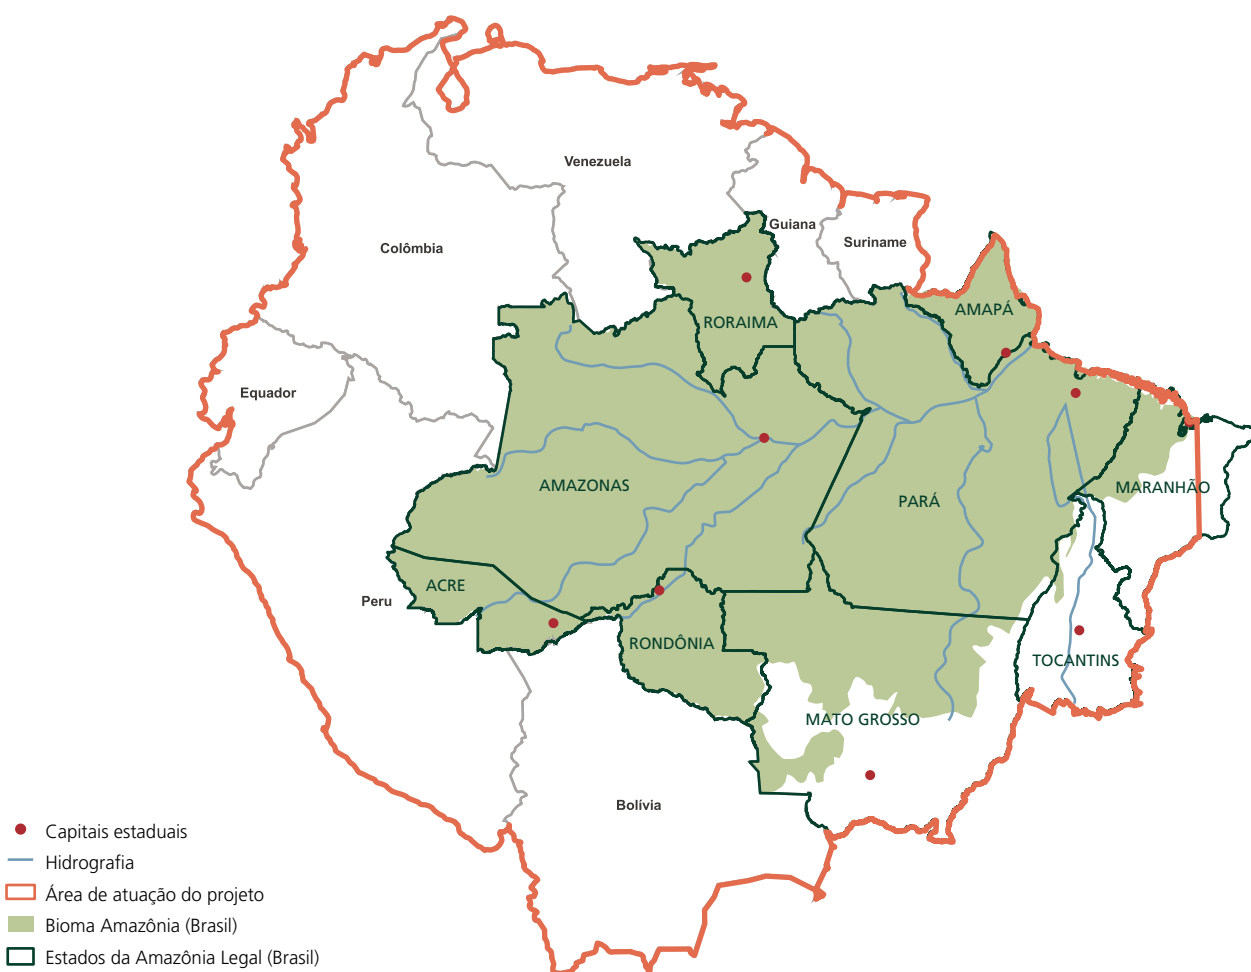 Venezuela
Guiana
Colômbia
Suriname
RORAIMA
AMAPÁ
Equador
AMAZONAS
PARÁ
MARANHÃO
ACRE
Peru
RONDÔNIA
TOCANTINS
MATO GROSSO
Bolívia
Capitais estaduais
Hidrografia
Área de atuação do projeto
Bioma Amazônia (Brasil)
Estados da Amazônia Legal (Brasil)